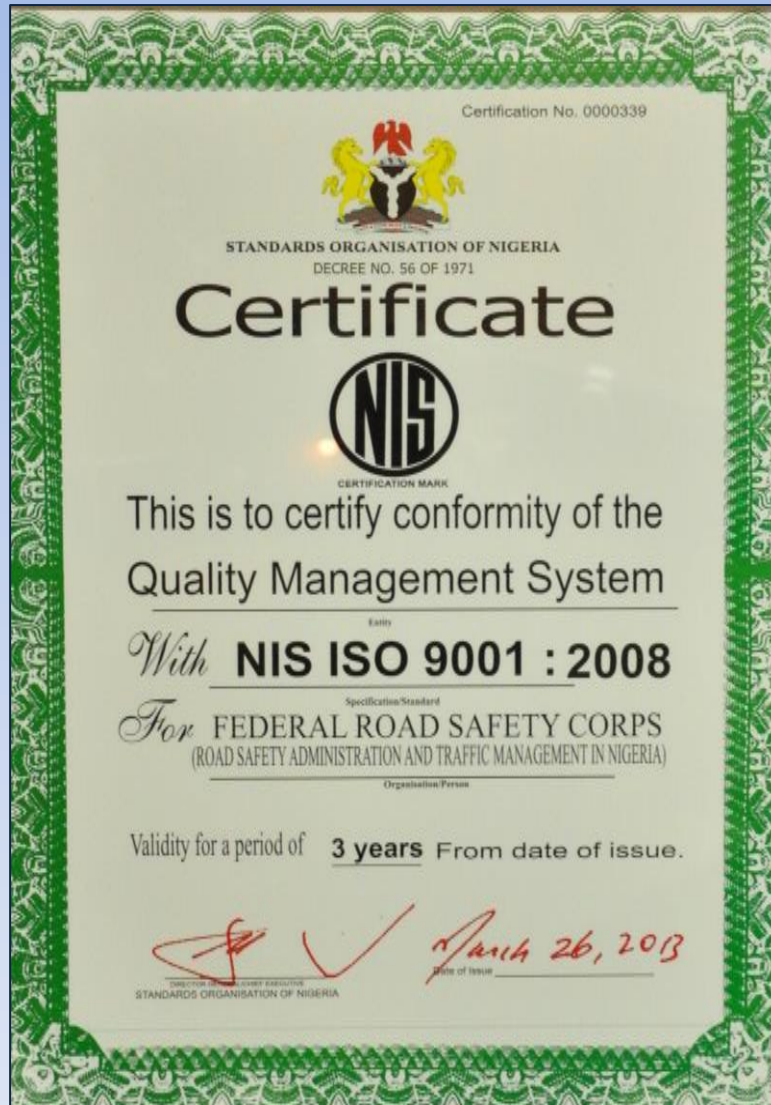 Certification No. 0000339
STANDARDS ORGANISATION OF NIGERIA
DECREE NO. 56 OF 1971
Certificate
NIS
CERTIFICATION MARK
This is to certify conformity of the
Quality Management System
Entity
With NIS ISO 9001 : 2008
Specification/Standard
For FEDERAL ROAD SAFETY CORPS
(ROAD SAFETY ADMINISTRATION AND TRAFFIC MANAGEMENT IN NIGERIA)
Organisation/Person
Validity for a period of 3 years From date of issue.
March 26, 2013
DIRECTOR EXECUTIVE Date of Issue
STANDARDS ORGANISATION OF NIGERIA